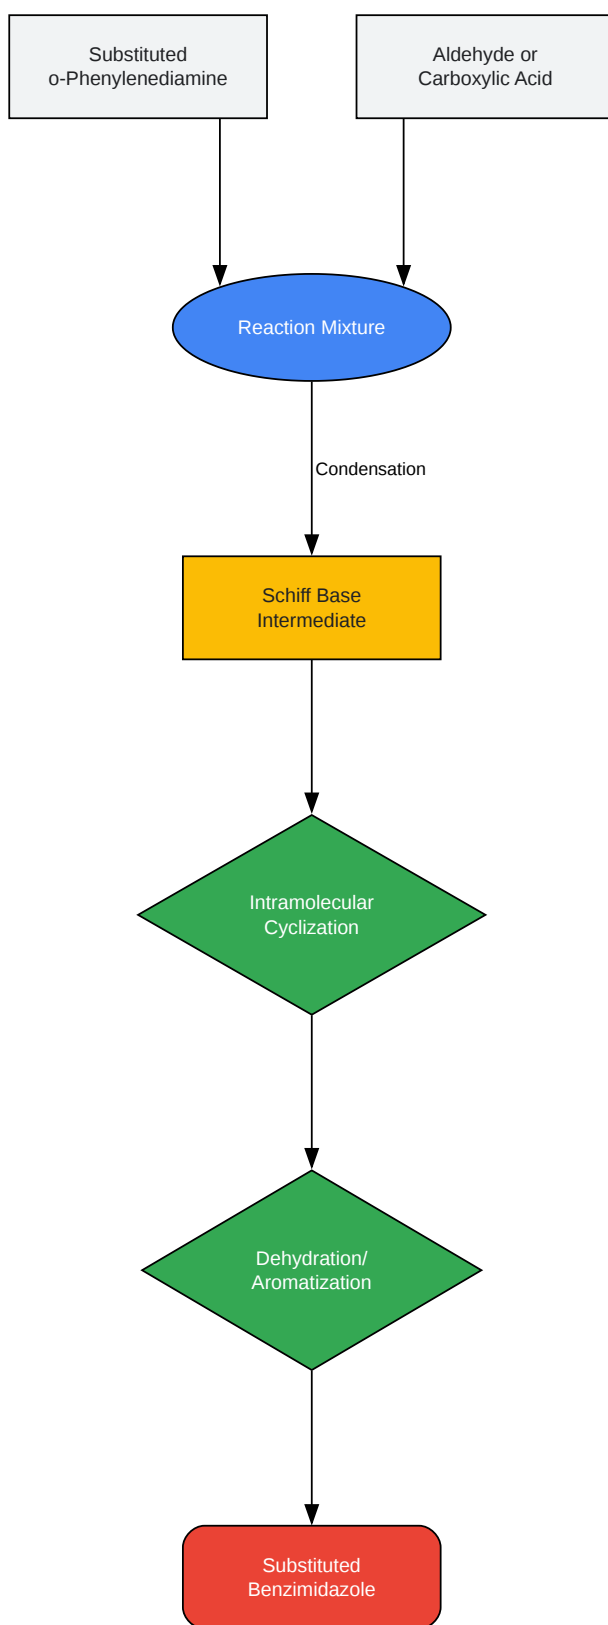 Substituted
o-Phenylenediamine
Aldehyde or
Carboxylic Acid
Reaction Mixture
Condensation
Schiff Base
Intermediate
Intramolecular
Cyclization
Dehydration/
Aromatization
Substituted
Benzimidazole